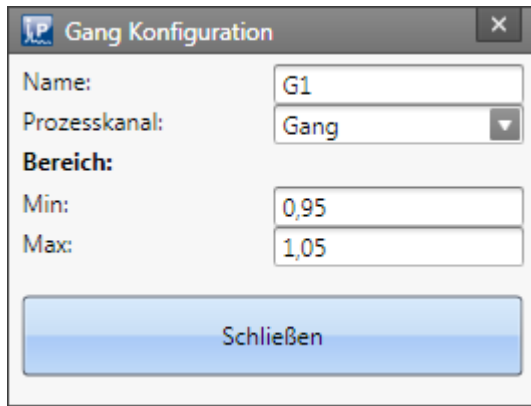 Gang Konfiguration
Name: G1
Prozesskanal: Gang
Bereich:
Min: 0,95
Max: 1,05
Schließen